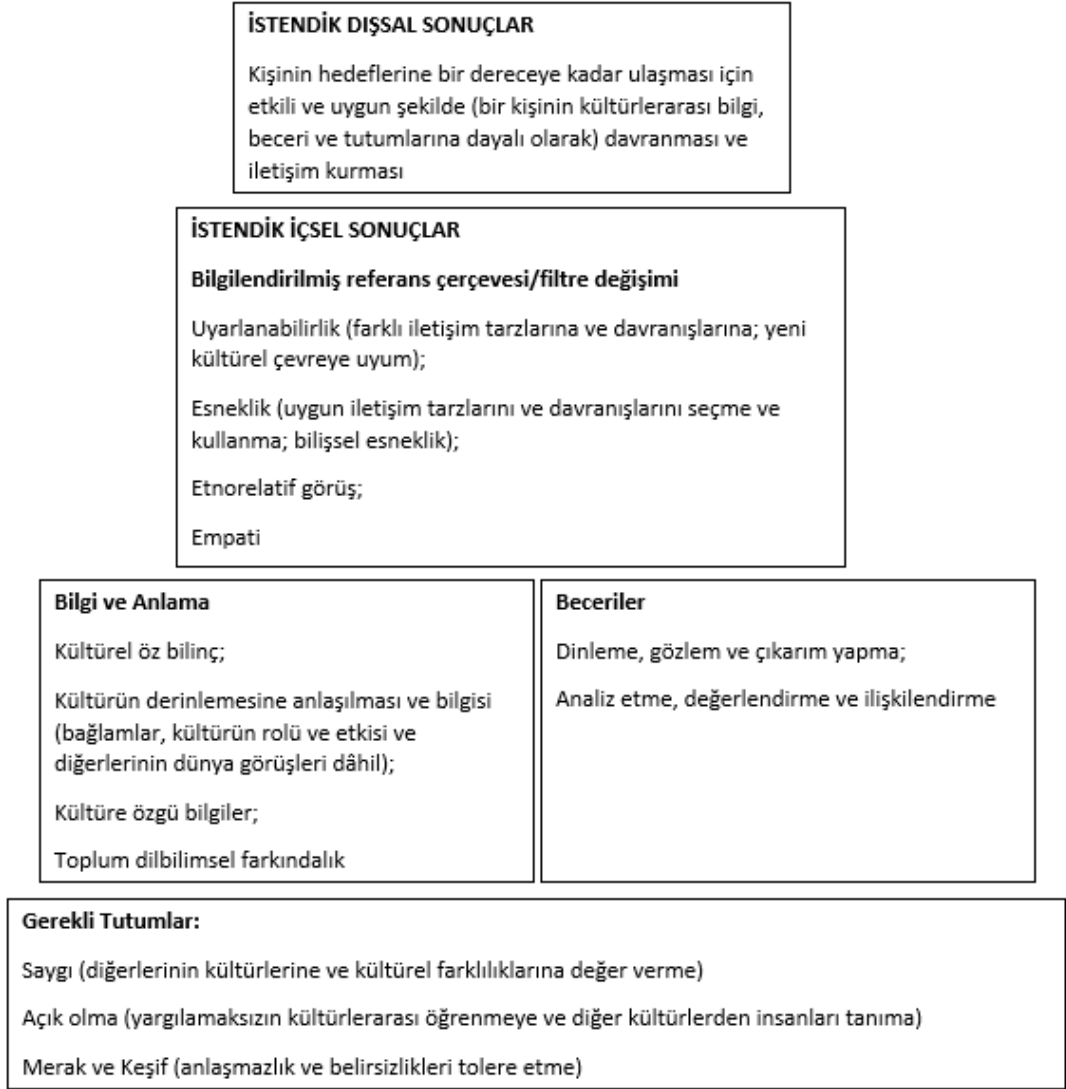 İSTENDİK DIŞSAL SONUÇLAR
Kişinin hedeflerine bir dereceye kadar ulaşması için
etkili ve uygun şekilde (bir kişinin kültürlerarası bilgi,
beceri ve tutumlarına dayalı olarak) davranması ve
iletişim kurması
İSTENDİK İÇSEL SONUÇLAR
Bilgilendirilmiş referans çerçevesi/filtre değişimi
Uyarlanabilirlik (farklı iletişim tarzlarına ve davranışlarına; yeni
kültürel çevreye uyum);
Esneklik (uygun iletişim tarzlarını ve davranışlarını seçme ve
kullanma; bilişsel esneklik);
Etnorelatif görüş;
Empati
Bilgi ve Anlama
Kültürel öz bilinç;
Kültürün derinlemesine anlaşılması ve bilgisi
(bağlamlar, kültürün rolü ve etkisi ve
diğerlerinin dünya görüşleri dâhil);
Kültüre özgü bilgiler;
Toplum dilbilimsel farkındalık
Beceriler
Dinleme, gözlem ve çıkarım yapma;
Analiz etme, değerlendirme ve ilişkilendirme
Gerekli Tutumlar:
Saygı (diğerlerinin kültürlerine ve kültürel farklılıklarına değer verme)
Açık olma (yargılamaksızın kültürlerarası öğrenmeye ve diğer kültürlerden insanları tanıma)
Merak ve Keşif (anlaşmazlık ve belirsizlikleri tolere etme)